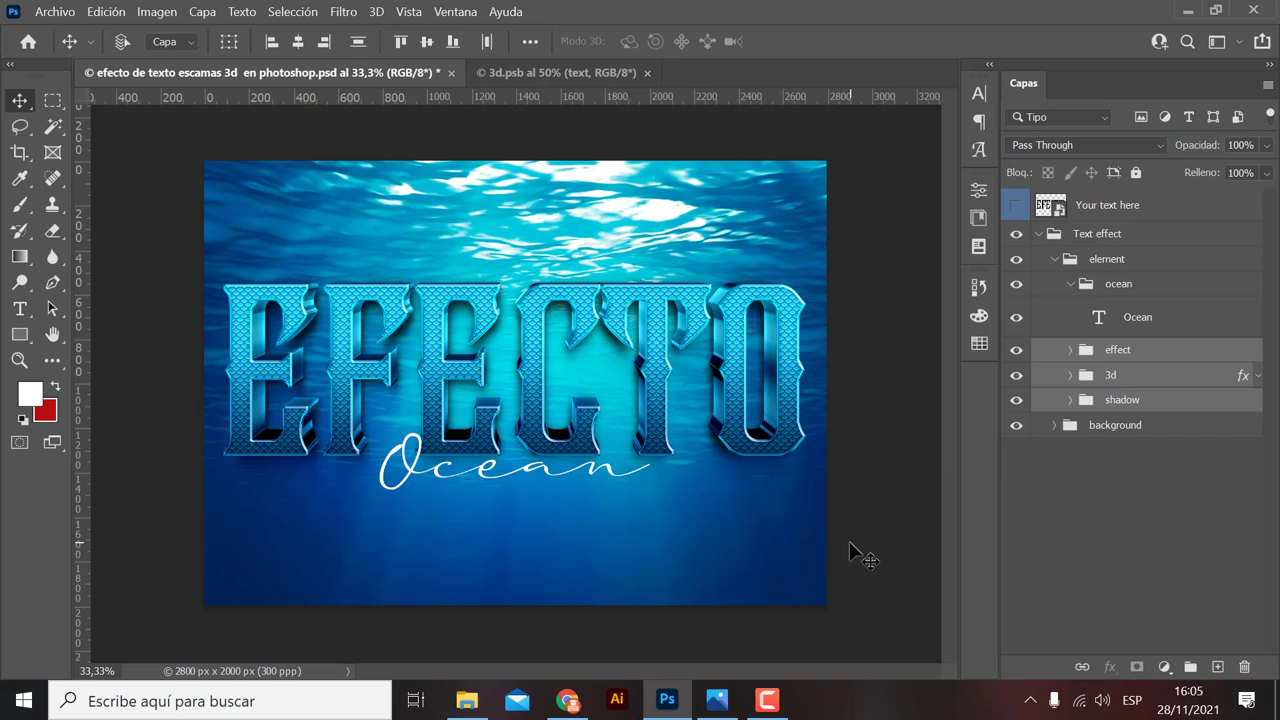 Ps Archivo Edición Imagen Capa Texto Selección Filtro 3D Vista Ventana Ayuda
Capa Modo 3D:
© efecto de texto escamas 3d en photoshop.psd al 33,3% (RGB/8*) * × © 3d.psb al 50% (text, RGB/8*) ×
400 200 0 200 400 600 800 1000 1200 1400 1600 1800 2000 2200 2400 2600 2800 3000 3200
Capas
Tipo
Pass Through Opacidad: 100%
Bloq.: Relleno: 100%
Your text here
Text effect
element
ocean
Ocean
effect
3d fx
shadow
background
EFECTO
Ocean
33,33% © 2800 px x 2000 px (300 ppp)
Escribe aquí para buscar
Ai Ps
ESP
16:05
28/11/2021